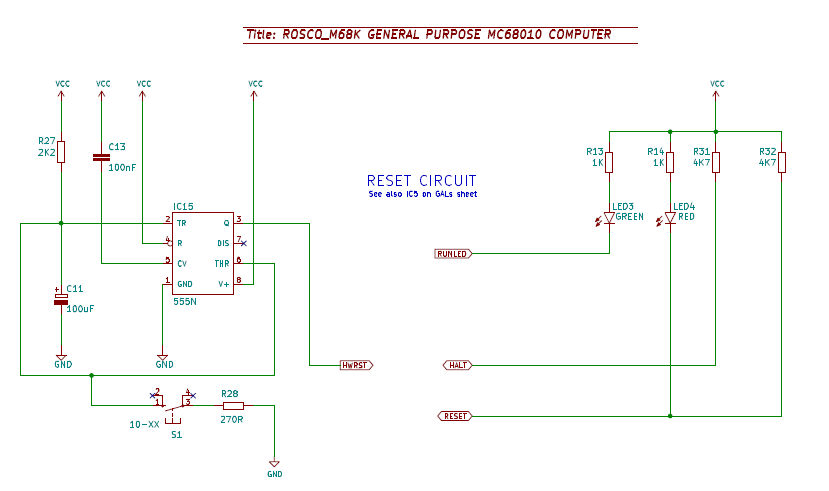 Title: ROSCO_M68K GENERAL PURPOSE MC68010 COMPUTER
VCC
VCC
VCC
VCC
VCC
R27
2K2
C13
100nF
R13
1K
R14
1K
R31
4K7
R32
4K7
RESET CIRCUIT
See also IC5 on GALs sheet
IC15
2
TR
Q
3
4
R
DIS
7
5
CV
THR
6
1
GND
V+
8
555N
LED3
GREEN
LED4
RED
RUNLED
C11
+
100uF
GND
GND
HWRST
HALT
2
1
4
3
10-XX
S1
R28
270R
RESET
GND